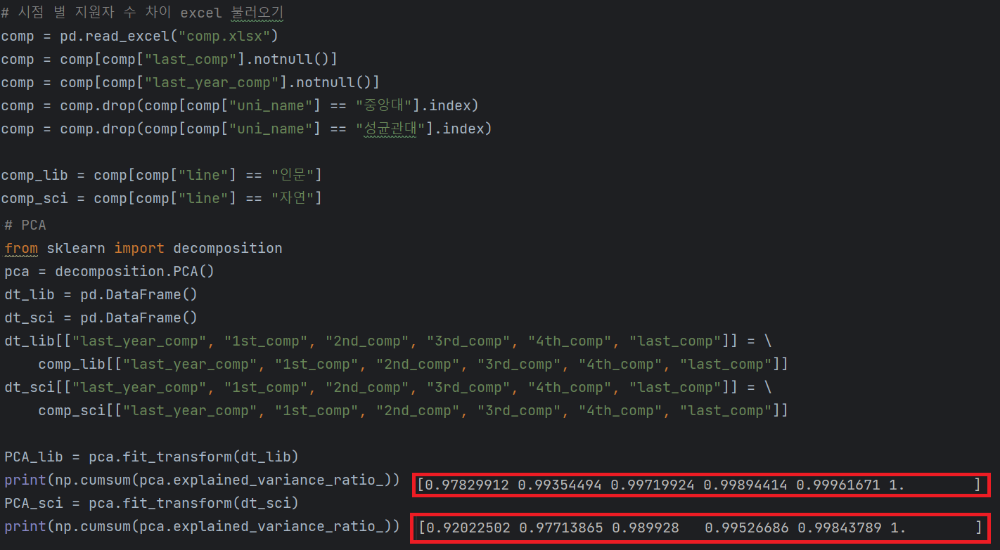 # 시점 별 지원자 수 차이 excel 불러오기
comp = pd.read_excel("comp.xlsx")
comp = comp[comp["last_comp"].notnull()]
comp = comp[comp["last_year_comp"].notnull()]
comp = comp.drop(comp[comp["uni_name"] == "중앙대"].index)
comp = comp.drop(comp[comp["uni_name"] == "성균관대"].index)
comp_lib = comp[comp["line"] == "인문"]
comp_sci = comp[comp["line"] == "자연"]
# PCA
from sklearn import decomposition
pca = decomposition.PCA()
dt_lib = pd.DataFrame()
dt_sci = pd.DataFrame()
dt_lib[["last_year_comp", "1st_comp", "2nd_comp", "3rd_comp", "4th_comp", "last_comp"]] = \
    comp_lib[["last_year_comp", "1st_comp", "2nd_comp", "3rd_comp", "4th_comp", "last_comp"]]
dt_sci[["last_year_comp", "1st_comp", "2nd_comp", "3rd_comp", "4th_comp", "last_comp"]] = \
    comp_sci[["last_year_comp", "1st_comp", "2nd_comp", "3rd_comp", "4th_comp", "last_comp"]]
PCA_lib = pca.fit_transform(dt_lib)
print(np.cumsum(pca.explained_variance_ratio_)) [0.97829912 0.99354494 0.99719924 0.99894414 0.99961671 1.        ]
PCA_sci = pca.fit_transform(dt_sci)
print(np.cumsum(pca.explained_variance_ratio_)) [0.92022502 0.97713865 0.989928   0.99526686 0.99843789 1.        ]